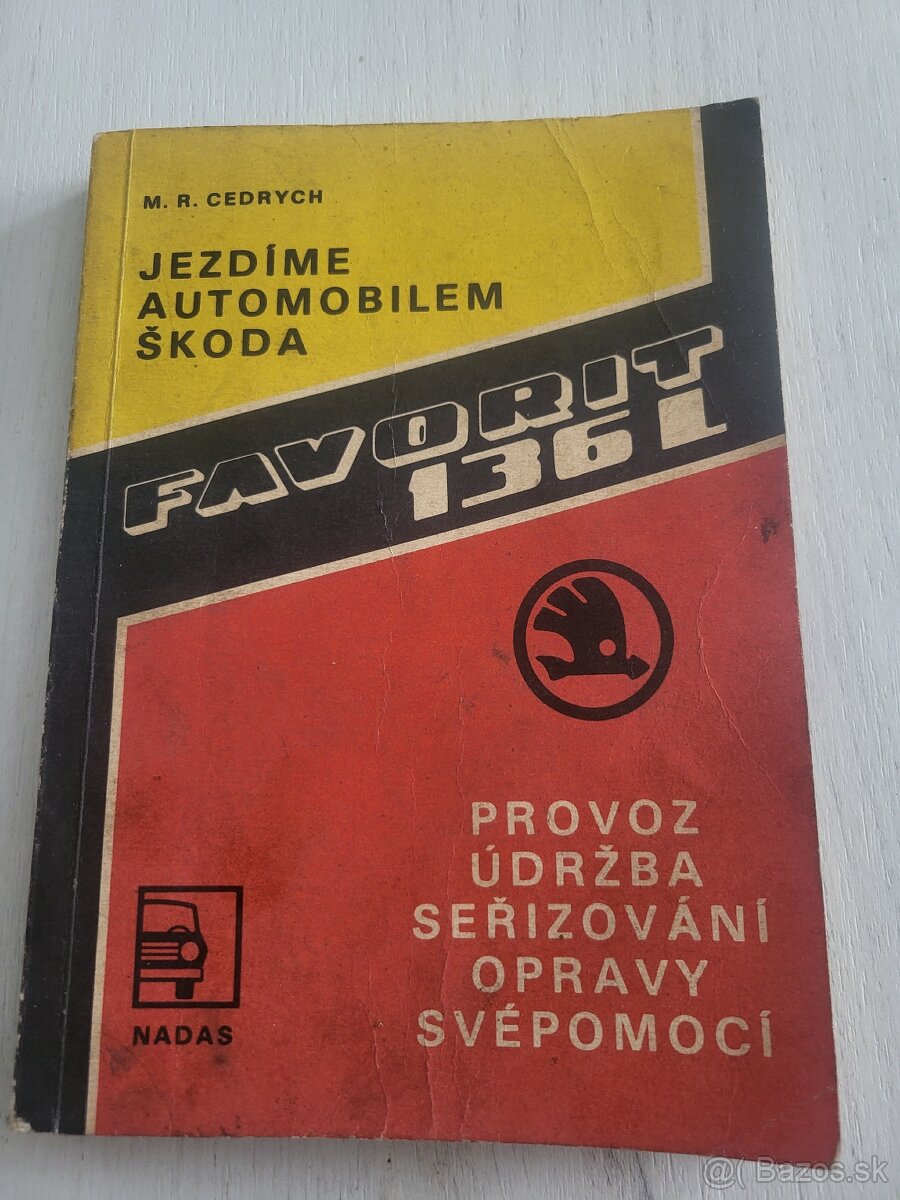 M. R. CEDRYCH
JEZDÍME
AUTOMOBILEM
ŠKODA
FAVORIT
136 L
PROVOZ
ÚDRŽBA
SEŘIZOVÁNÍ
OPRAVY
SVÉPOMOCÍ
NADAS
@( Bazos.sk